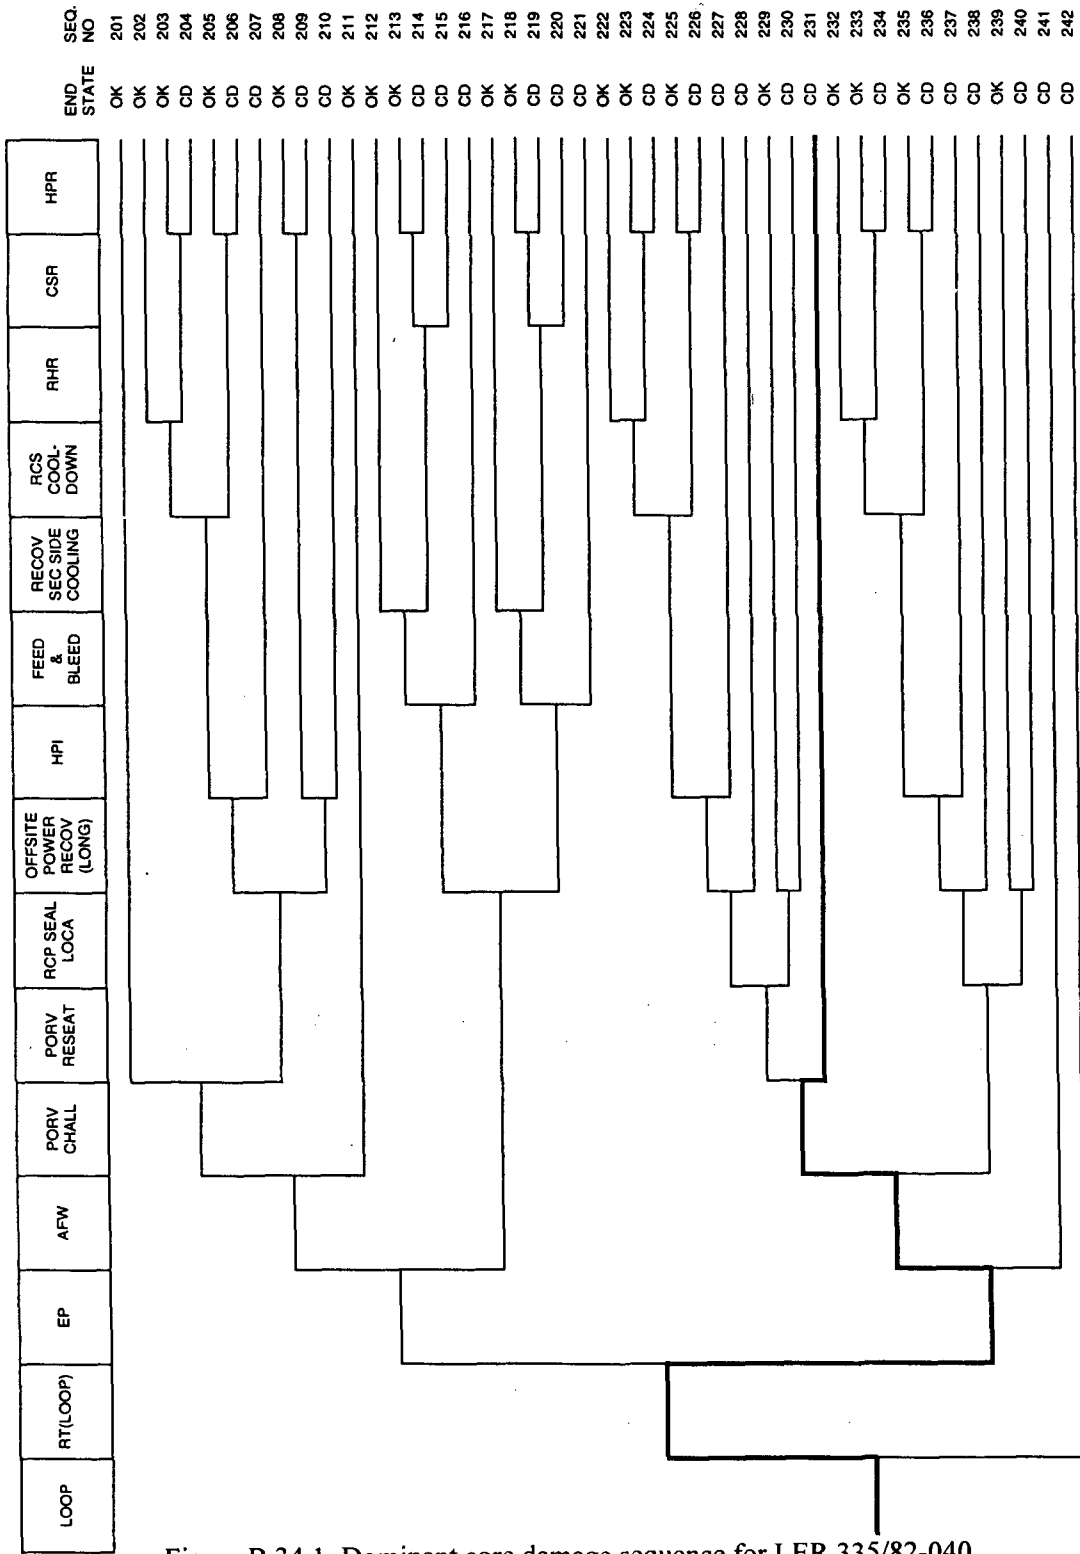 LOOP
RT(LOOP)
EP
AFW
PORV
CHALL
PORV
RESEAT
RCP SEAL
LOCA
OFFSITE
POWER
RECOV
(LONG)
HPI
FEED
&
BLEED
RECOV
SEC SIDE
COOLING
RCS
COOL-
DOWN
RHR
CSR
HPR
END
STATE
SEQ.
NO
OK 201
OK 202
OK 203
CD 204
OK 205
CD 206
CD 207
OK 208
CD 209
CD 210
OK 211
OK 212
OK 213
CD 214
CD 215
CD 216
OK 217
OK 218
CD 219
CD 220
CD 221
OK 222
OK 223
CD 224
OK 225
CD 226
CD 227
CD 228
OK 229
CD 230
CD 231
OK 232
OK 233
CD 234
OK 235
CD 236
CD 237
CD 238
OK 239
CD 240
CD 241
CD 242
Figure B.34.1. Dominant core damage sequence for LER 335/82-040